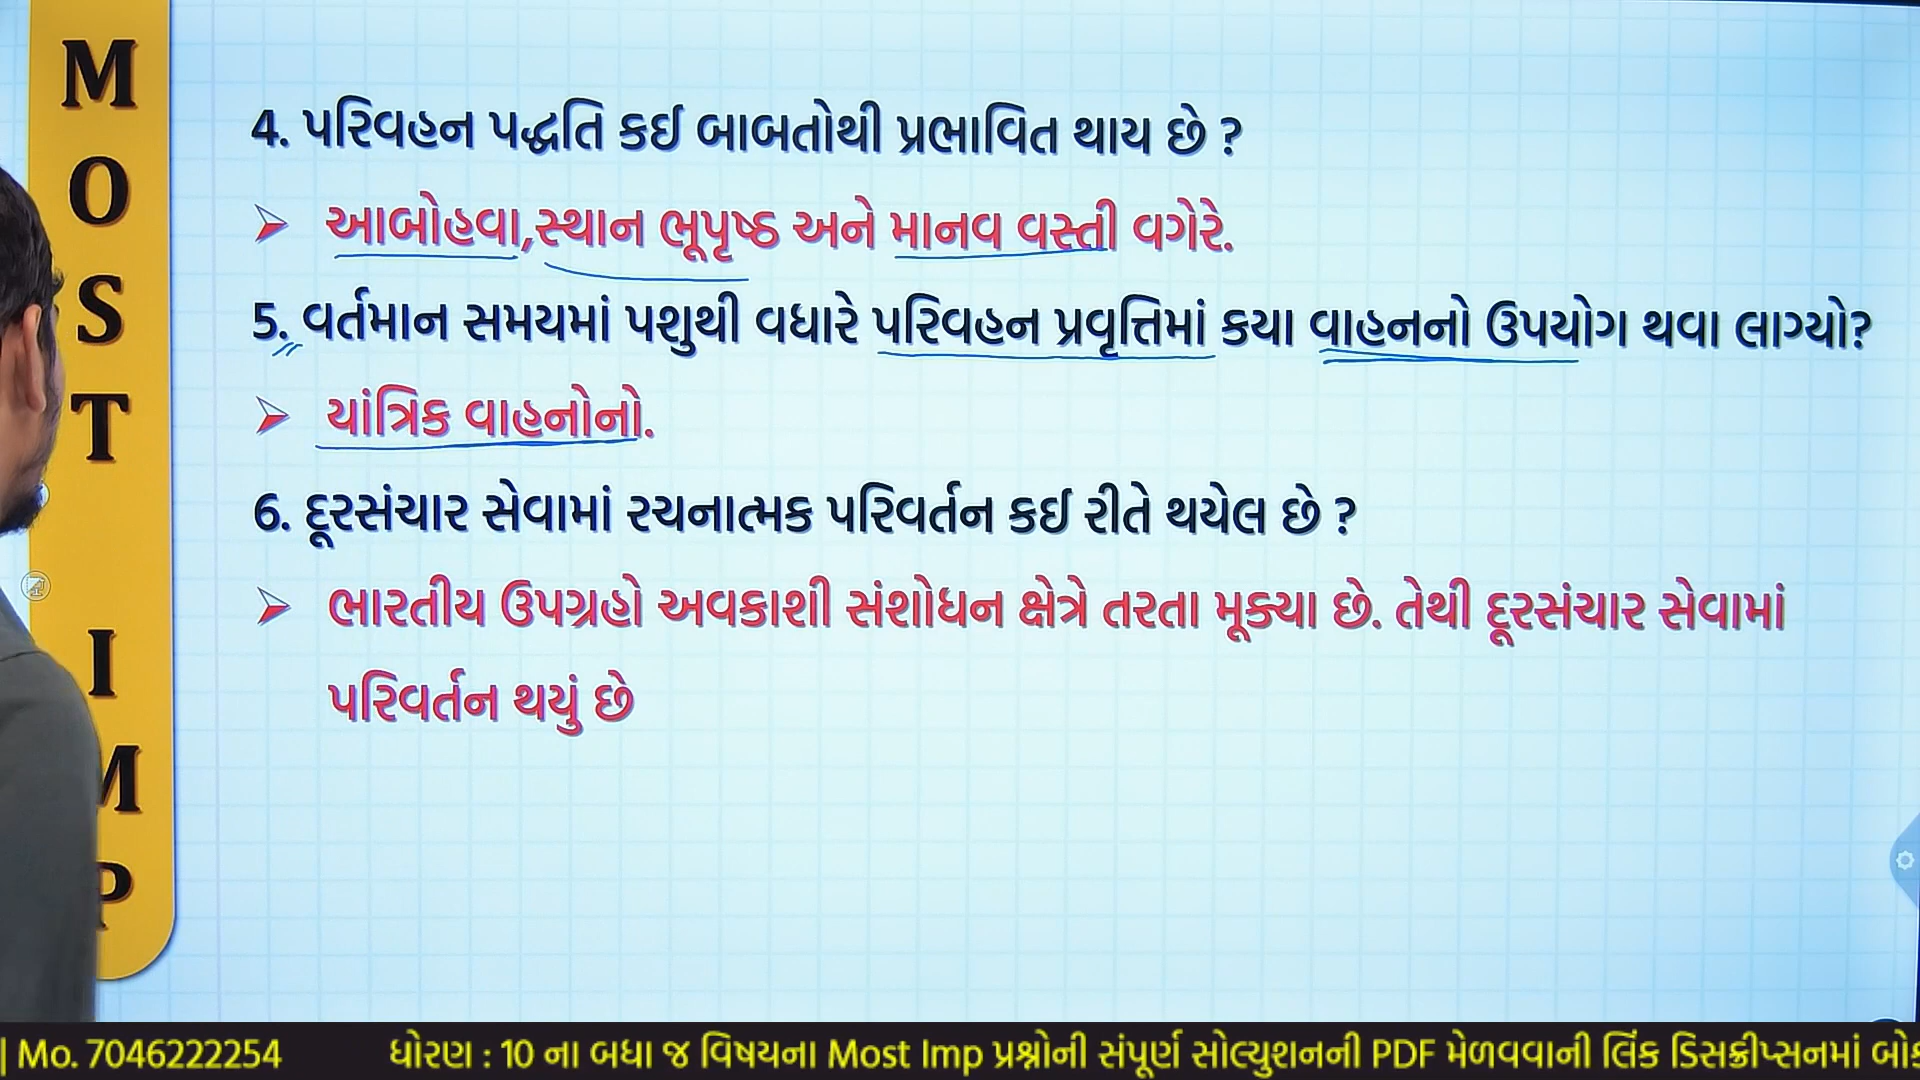 MOST IMP
4. પરિવહન પદ્ધતિ કઈ બાબતોથી પ્રભાવિત થાય છે ?
આબોહવા,સ્થાન ભૂપૃષ્ઠ અને માનવ વસ્તી વગેરે.
5. વર્તમાન સમયમાં પશુથી વધારે પરિવહન પ્રવૃત્તિમાં કયા વાહનનો ઉપયોગ થવા લાગ્યો?
યાંત્રિક વાહનોનો.
6. દૂરસંચાર સેવામાં રચનાત્મક પરિવર્તન કઈ રીતે થયેલ છે ?
ભારતીય ઉપગ્રહો અવકાશી સંશોધન ક્ષેત્રે તરતા મૂક્યા છે. તેથી દૂરસંચાર સેવામાં
પરિવર્તન થયું છે
| Mo. 7046222254 ધોરણ : 10 ના બધા જ વિષયના Most Imp પ્રશ્નોની સંપૂર્ણ સોલ્યુશનની PDF મેળવવાની લિંક ડિસક્રીપ્સનમાં